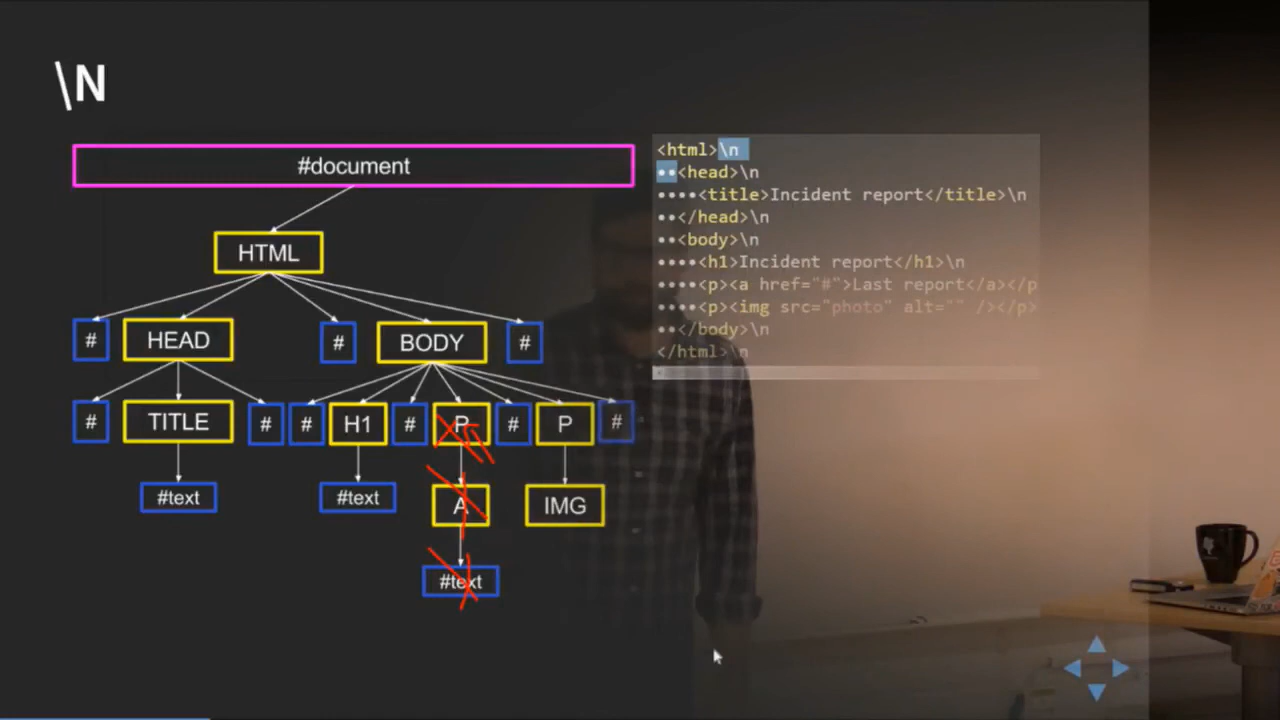 \N
#document
HTML
# HEAD # BODY #
# TITLE # # H1 # P # P #
#text #text A IMG
#text
<html>\n
••<head>\n
••••<title>Incident report</title>\n
••</head>\n
••<body>\n
••••<h1>Incident report</h1>\n
••••<p><a href="#">Last report</a></p
••••<p><img src="photo" alt="" /></p>
••</body>\n
</html>\n